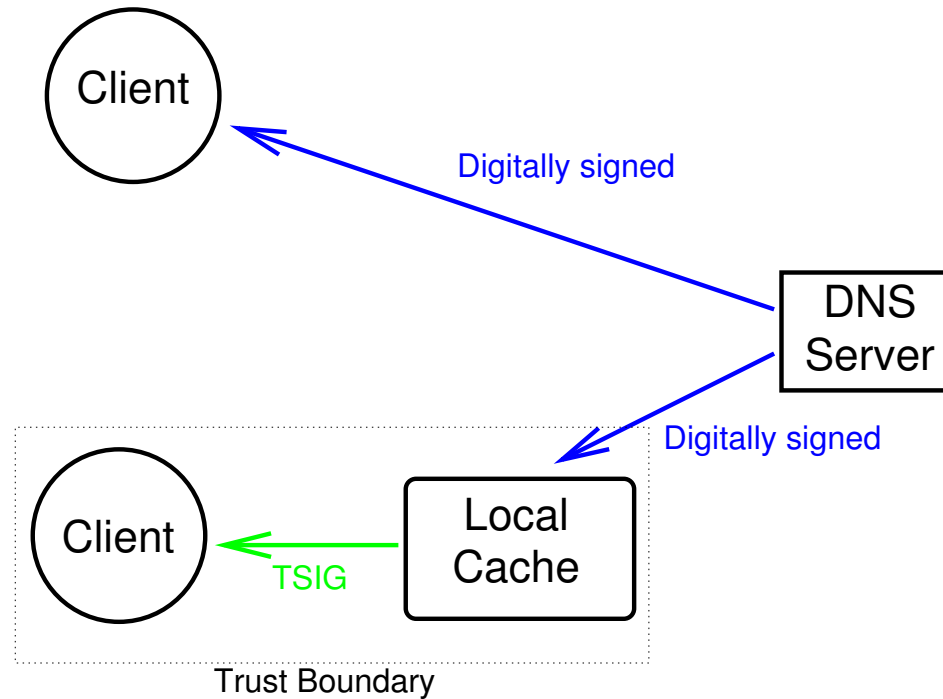 Client
Digitally signed
DNS
Server
Digitally signed
Client
Local
Cache
TSIG
Trust Boundary